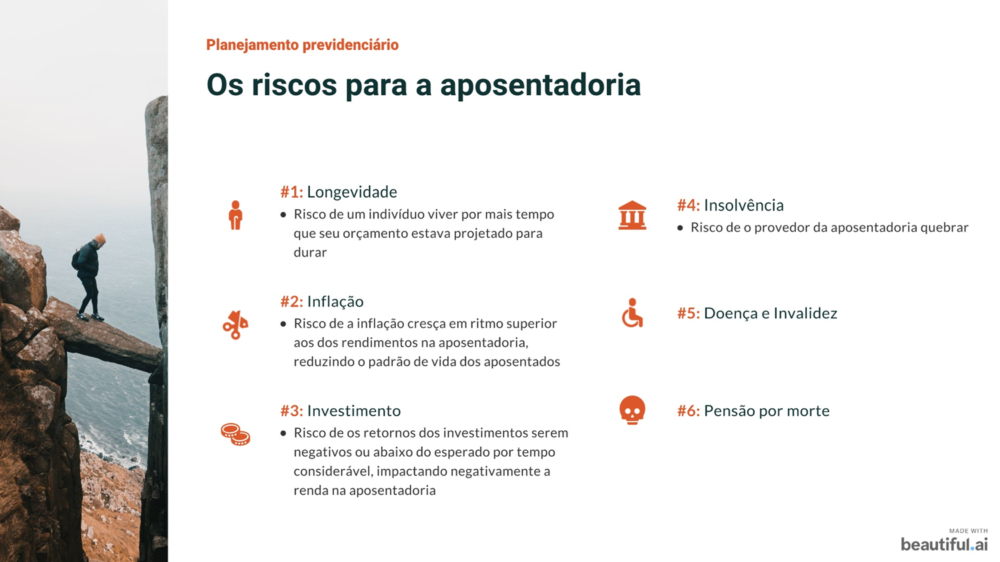 Planejamento previdenciário
Os riscos para a aposentadoria
#1: Longevidade
• Risco de um indivíduo viver por mais tempo
que seu orçamento estava projetado para
durar
#2: Inflação
• Risco de a inflação cresça em ritmo superior
aos dos rendimentos na aposentadoria,
reduzindo o padrão de vida dos aposentados
#3: Investimento
• Risco de os retornos dos investimentos serem
negativos ou abaixo do esperado por tempo
considerável, impactando negativamente a
renda na aposentadoria
#4: Insolvência
• Risco de o provedor da aposentadoria quebrar
#5: Doença e Invalidez
#6: Pensão por morte
MADE WITH
beautiful.ai